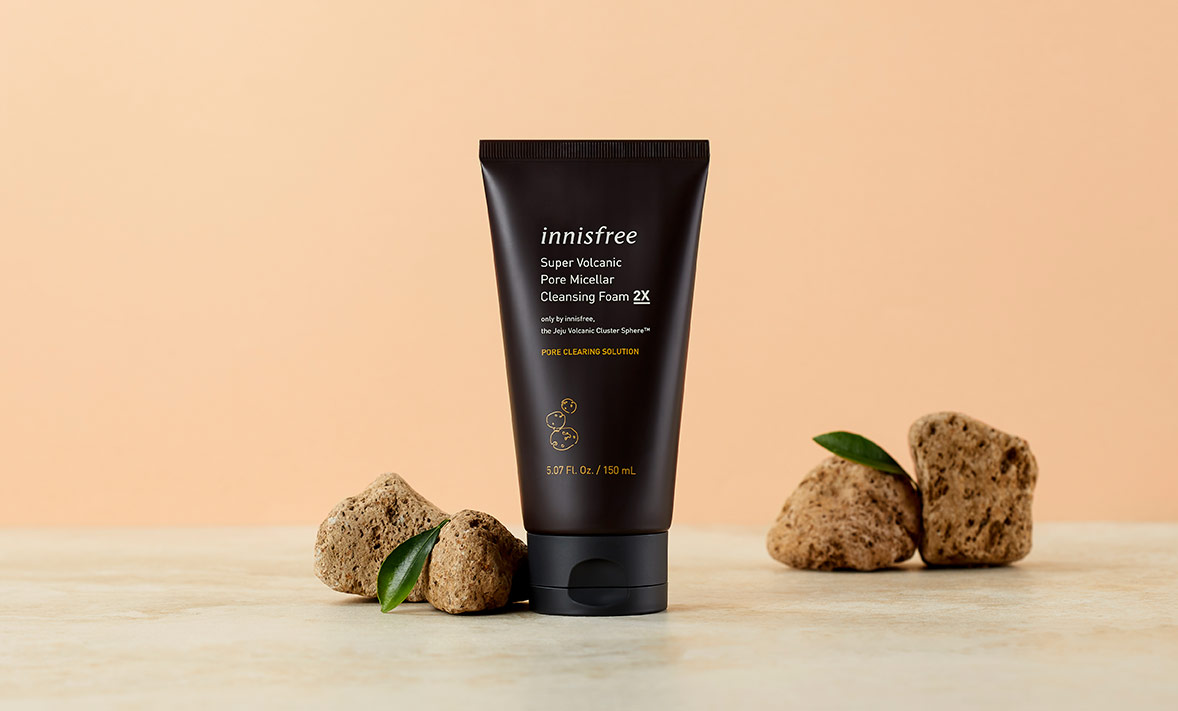 innisfree
Super Volcanic
Pore Micellar
Cleansing Foam 2X
only by innisfree,
the Jeju Volcanic Cluster Sphere™
PORE CLEARING SOLUTION
5.07 Fl. Oz. / 150 mL